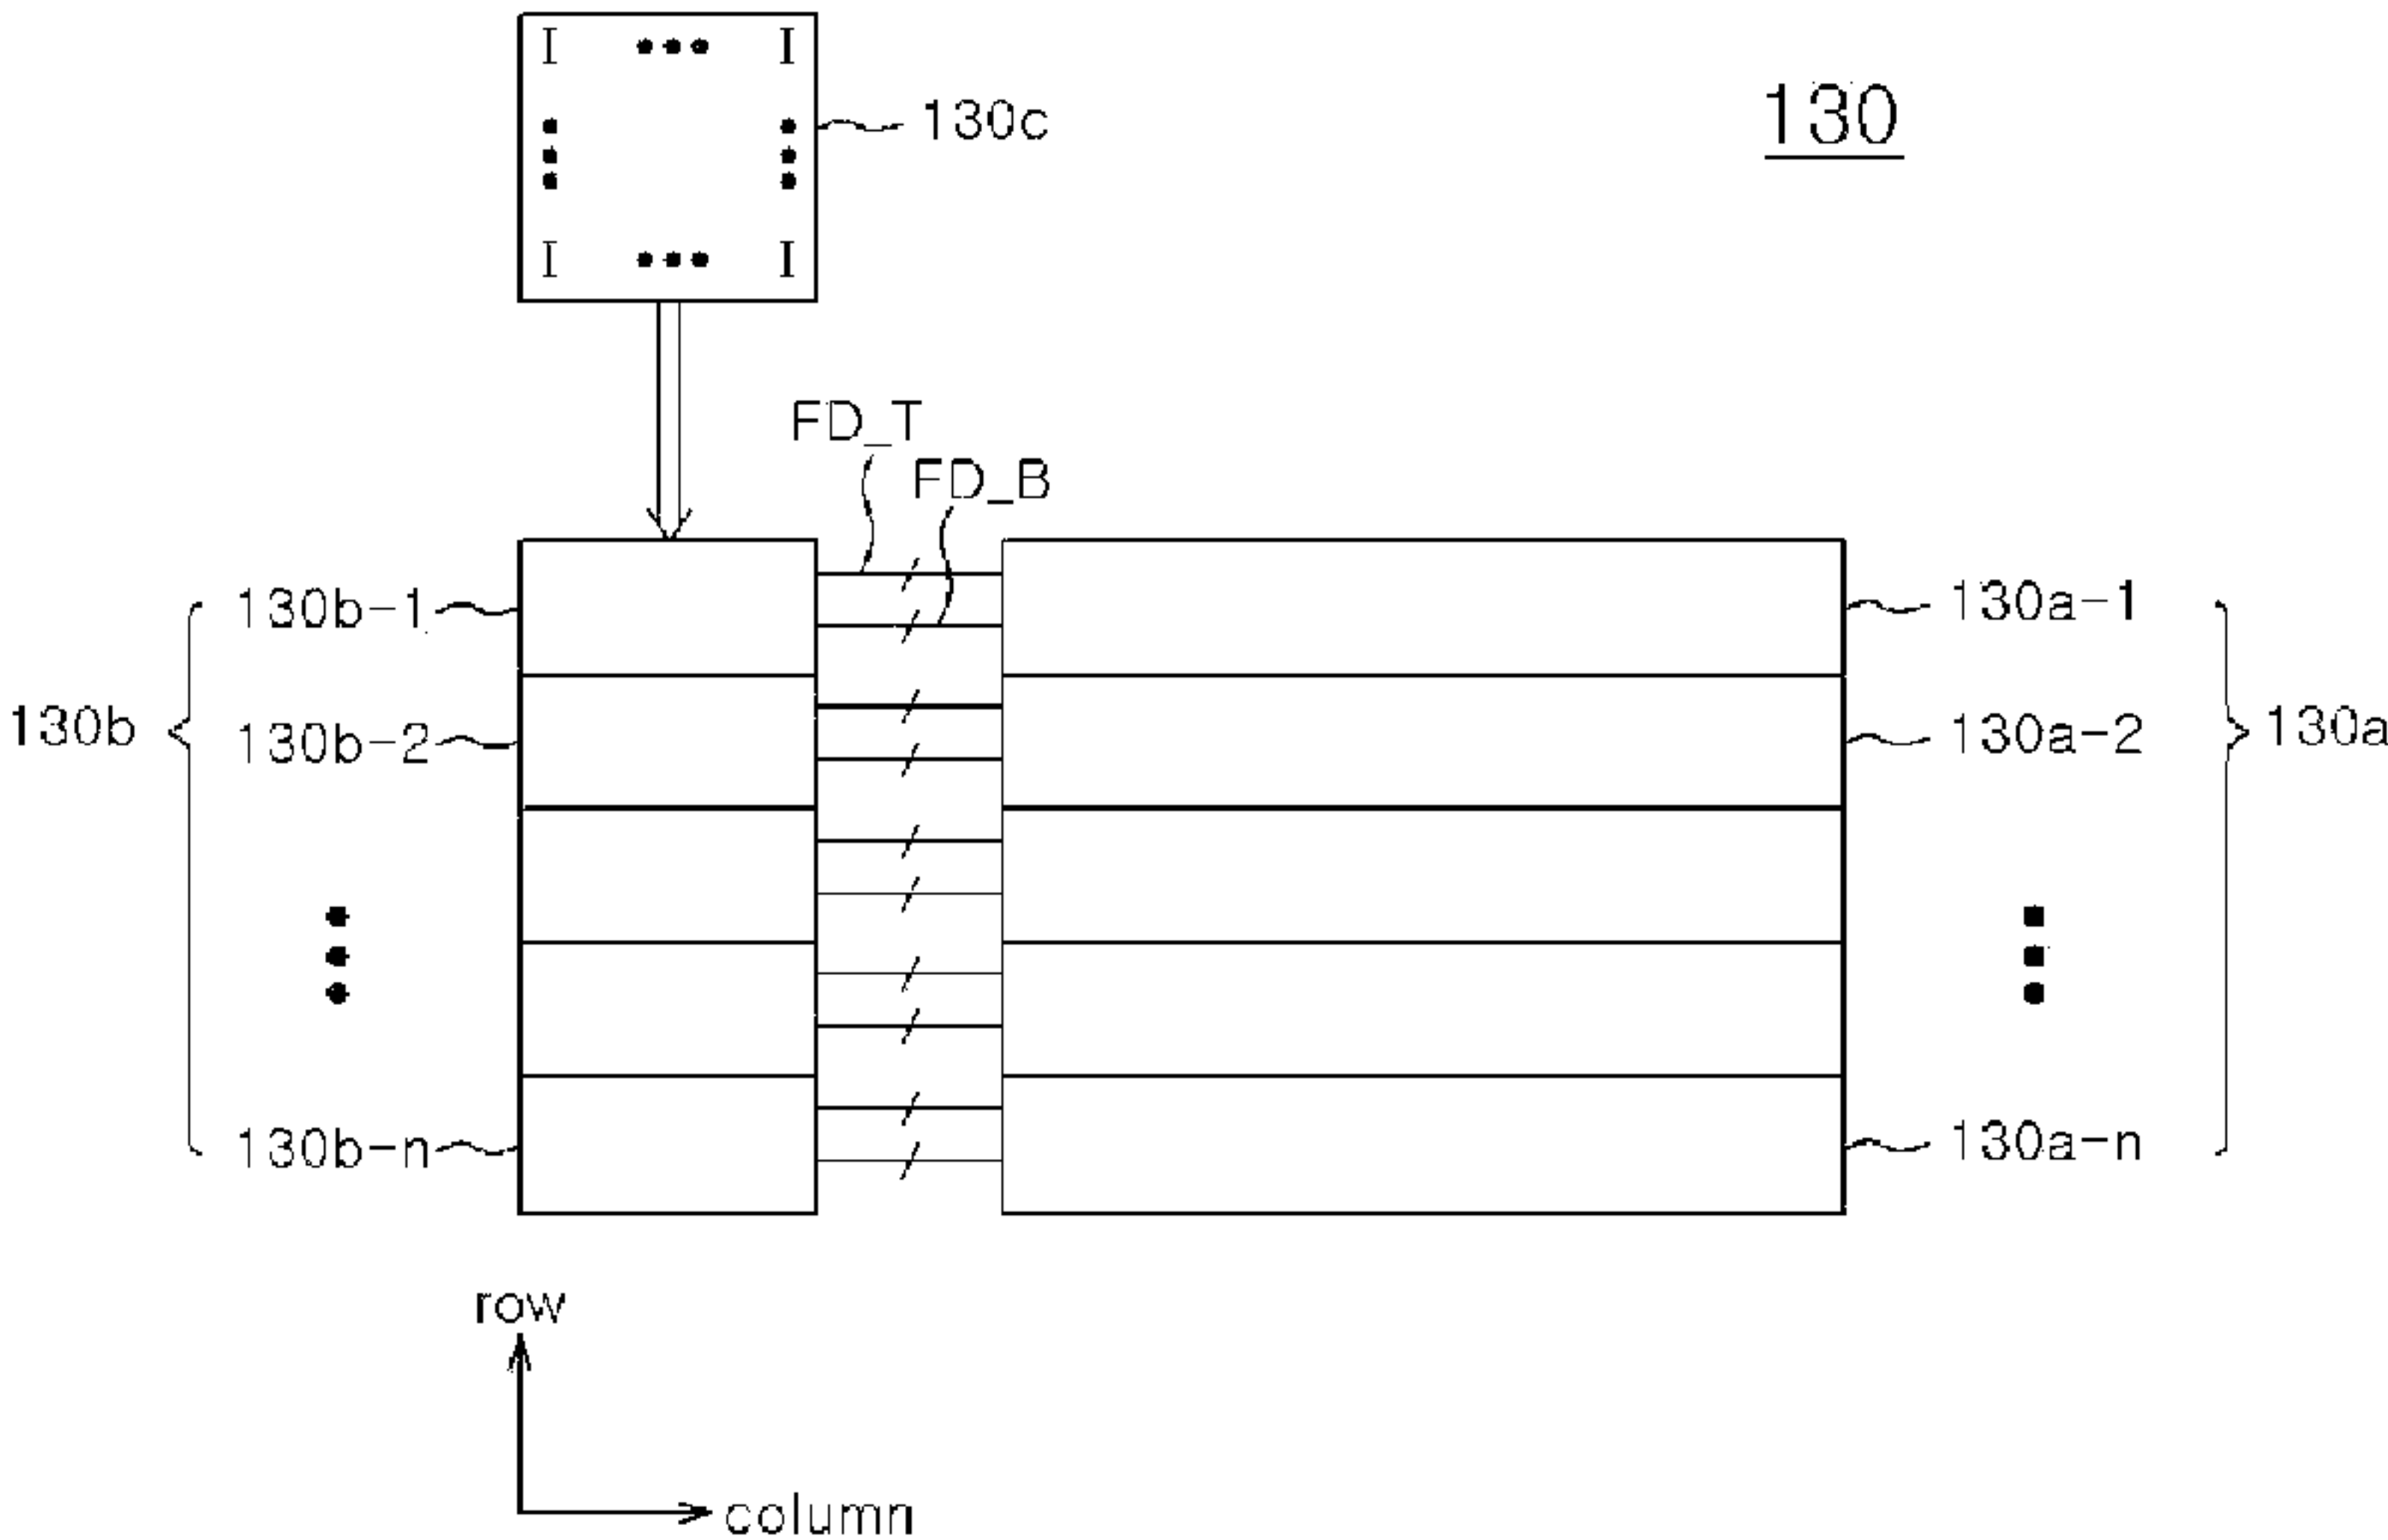 I ••• I
130c
130
I ••• I
FD_T
FD_B
130b-1
130a-1
130b
130b-2
130a-2
130a
130b-n
130a-n
row
column